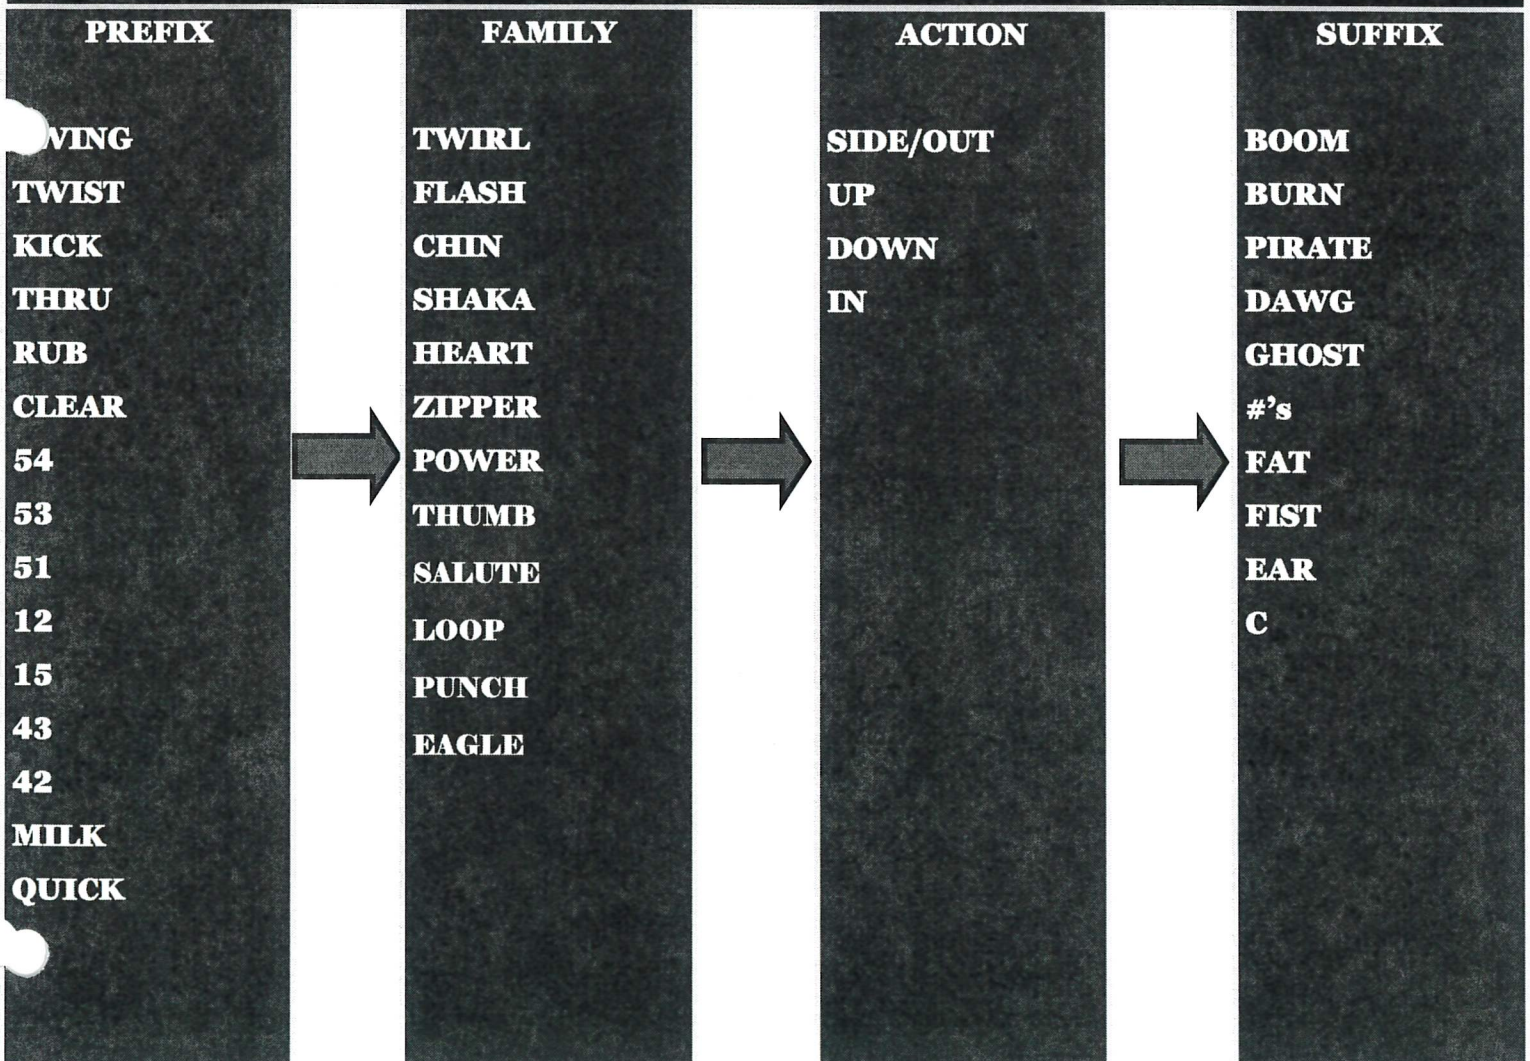 PREFIX
WING
TWIST
KICK
THRU
RUB
CLEAR
54
53
51
12
15
43
42
MILK
QUICK
FAMILY
TWIRL
FLASH
CHIN
SHAKA
HEART
ZIPPER
POWER
THUMB
SALUTE
LOOP
PUNCH
EAGLE
ACTION
SIDE/OUT
UP
DOWN
IN
SUFFIX
BOOM
BURN
PIRATE
DAWG
GHOST
#'s
FAT
FIST
EAR
C